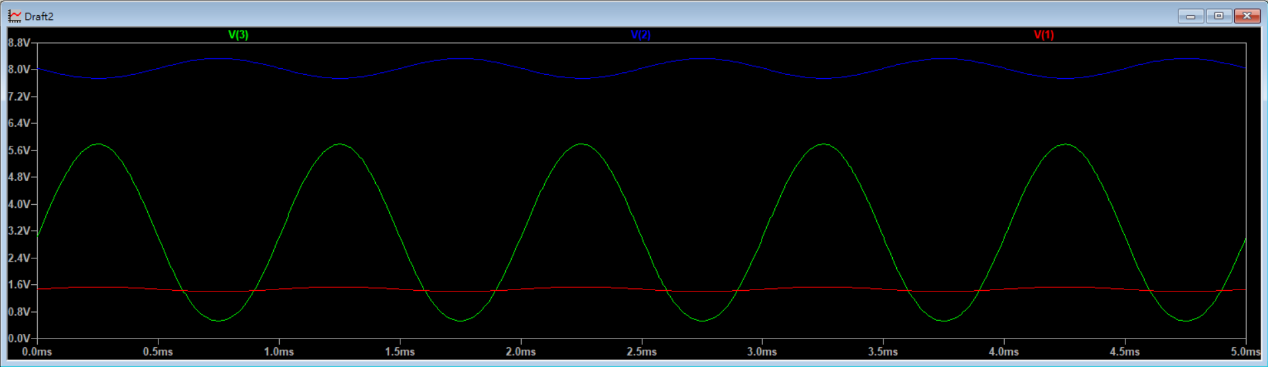 Draft2
V(3) V(2) V(1)
8.8V
8.0V
7.2V
6.4V
5.6V
4.8V
4.0V
3.2V
2.4V
1.6V
0.8V
0.0V
0.0ms 0.5ms 1.0ms 1.5ms 2.0ms 2.5ms 3.0ms 3.5ms 4.0ms 4.5ms 5.0ms